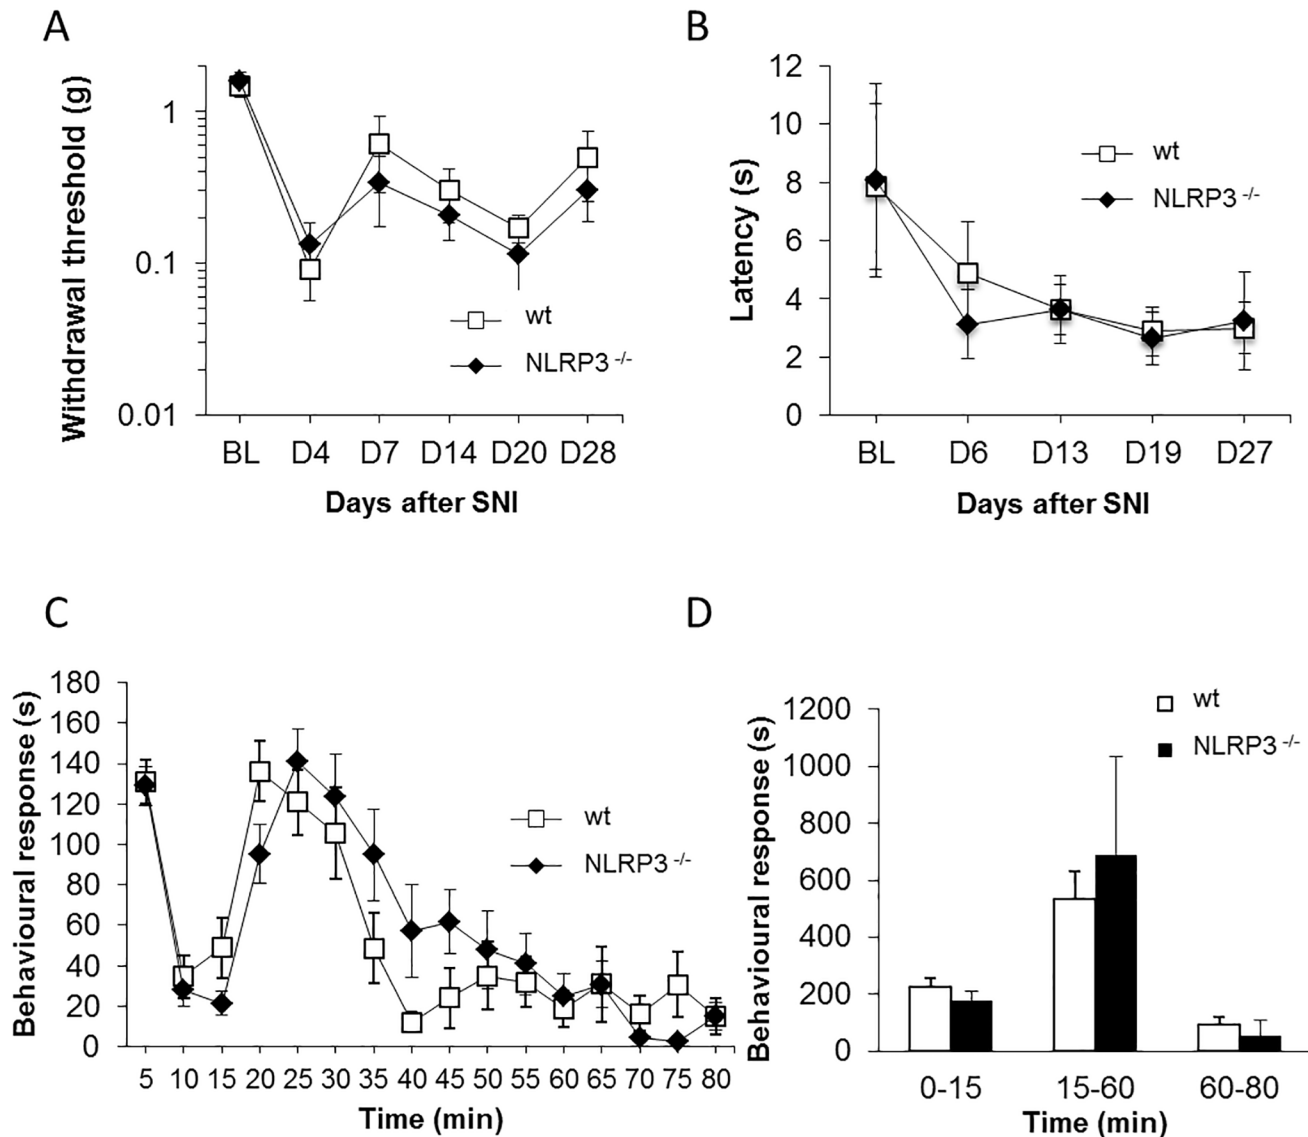 A
Withdrawal threshold (g)
1
0.1
0.01
wt
NLRP3 -/-
BL D4 D7 D14 D20 D28
Days after SNI
B
Latency (s)
12
10
8
6
4
2
0
wt
NLRP3 -/-
BL D6 D13 D19 D27
Days after SNI
C
Behavioural response (s)
180
160
140
120
100
80
60
40
20
0
wt
NLRP3 -/-
5 10 15 20 25 30 35 40 45 50 55 60 65 70 75 80
Time (min)
D
Behavioural response (s)
1200
1000
800
600
400
200
0
wt
NLRP3 -/-
0-15 15-60 60-80
Time (min)